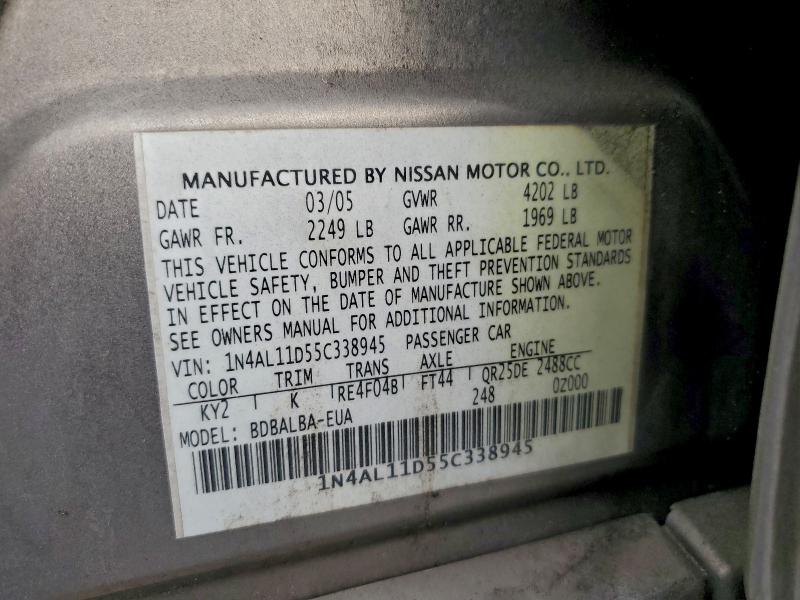 MANUFACTURED BY NISSAN MOTOR CO., LTD.
DATE 03/05 GVWR 4202 LB
GAWR FR. 2249 LB GAWR RR. 1969 LB
THIS VEHICLE CONFORMS TO ALL APPLICABLE FEDERAL MOTOR
VEHICLE SAFETY, BUMPER AND THEFT PREVENTION STANDARDS
IN EFFECT ON THE DATE OF MANUFACTURE SHOWN ABOVE.
SEE OWNERS MANUAL FOR ADDITIONAL INFORMATION.
VIN: 1N4AL11D55C338945 PASSENGER CAR
COLOR TRIM TRANS AXLE ENGINE
KY2 K RE4F04B FT44 QR25DE 2488CC
248 0Z000
MODEL: BDBALBA-EUA
1N4AL11D55C338945